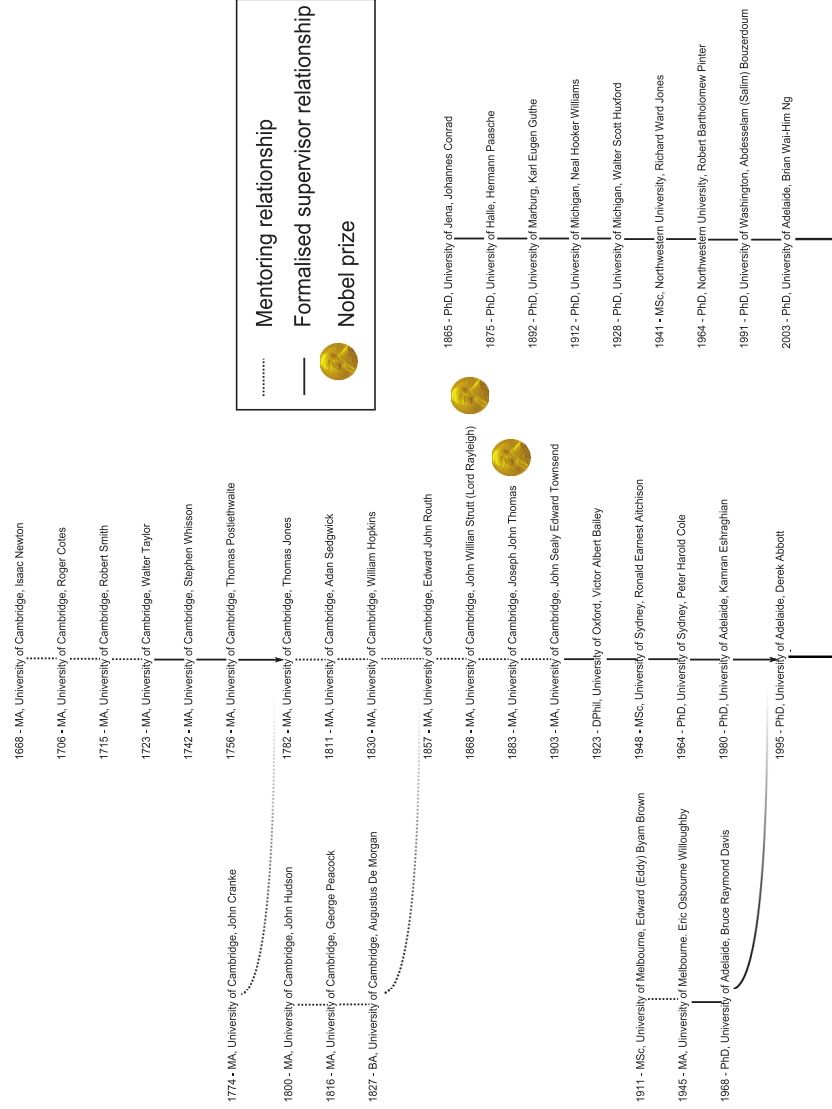 1668 - MA, University of Cambridge, Isaac Newton
1706 - MA, University of Cambridge, Roger Cotes
1715 - MA, University of Cambridge, Robert Smith
1723 - MA, University of Cambridge, Walter Taylor
1742 - MA, University of Cambridge, Stephen Whisson
1756 - MA, University of Cambridge, Thomas Postlethwaite
1774 - MA, University of Cambridge, John Cranke
1782 - MA, University of Cambridge, Thomas Jones
1800 - MA, University of Cambridge, John Hudson
1811 - MA, University of Cambridge, Adan Sedgwick
1816 - MA, University of Cambridge, George Peacock
1830 - MA, University of Cambridge, William Hopkins
1827 - BA, University of Cambridge, Augustus De Morgan
1857 - MA, University of Cambridge, Edward John Routh
1868 - MA, University of Cambridge, John Willian Strutt (Lord Rayleigh)
1883 - MA, University of Cambridge, Joseph John Thomas
1903 - MA, University of Cambridge, John Sealy Edward Townsend
1923 - DPhil, University of Oxford, Victor Albert Bailey
1948 - MSc, University of Sydney, Ronald Earnest Aitchison
1964 - PhD, University of Sydney, Peter Harold Cole
1980 - PhD, University of Adelaide, Kamran Eshraghian
1995 - PhD, University of Adelaide, Derek Abbott
1911 - MSc, University of Melbourne, Edward (Eddy) Byam Brown
1945 - MA, Uinversity of Melbourne, Eric Osbourne Willoughby
1968 - PhD, University of Adelaide, Bruce Raymond Davis
Mentoring relationship
Formalised supervisor relationship
Nobel prize
1865 - PhD, University of Jena, Johannes Conrad
1875 - PhD, University of Halle, Hermann Paasche
1892 - PhD, University of Marburg, Karl Eugen Guthe
1912 - PhD, University of Michigan, Neal Hooker Williams
1928 - PhD, University of Michigan, Walter Scott Huxford
1941 - MSc, Northwestern University, Richard Ward Jones
1964 - PhD, Northwestern University, Robert Bartholomew Pinter
1991 - PhD, University of Washington, Abdesselam (Salim) Bouzerdoum
2003 - PhD, University of Adelaide, Brian Wai-Him Ng